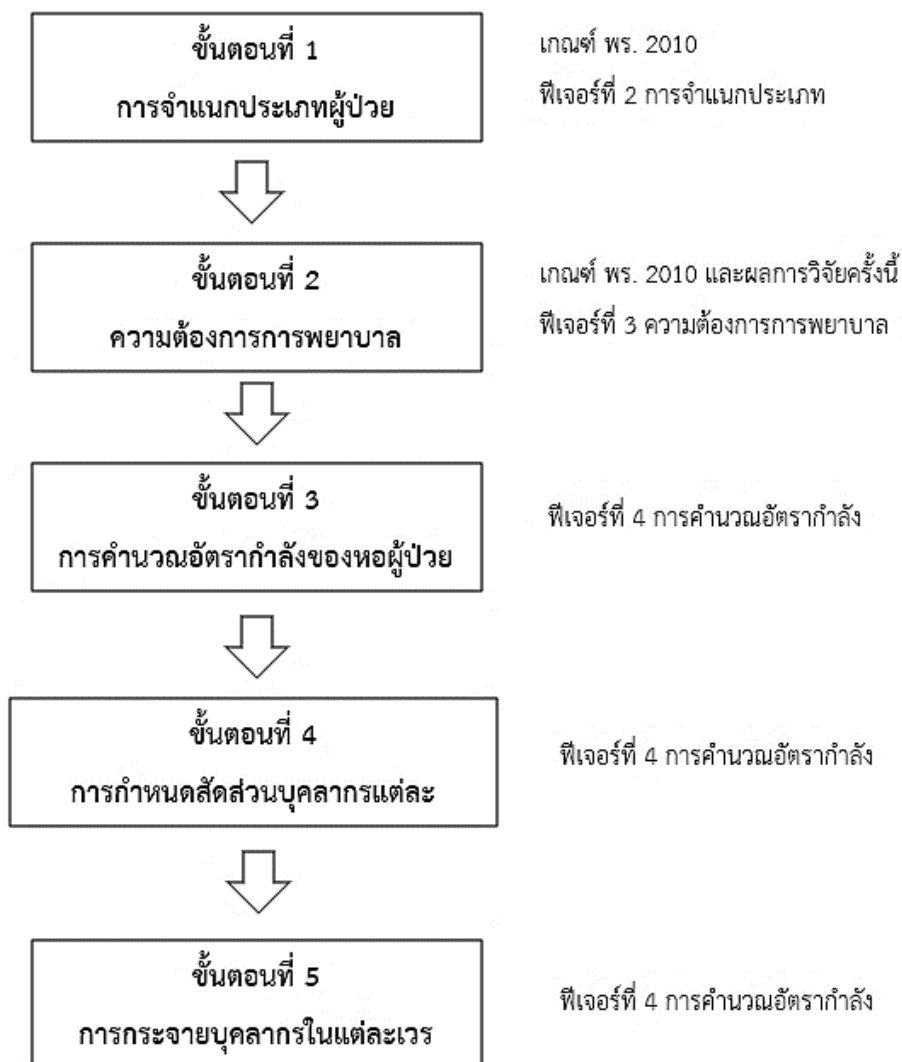 ขั้นตอนที่ 1
การจำแนกประเภทผู้ป่วย
เกณฑ์ พร. 2010
ฟีเจอร์ที่ 2 การจำแนกประเภท
ขั้นตอนที่ 2
ความต้องการการพยาบาล
เกณฑ์ พร. 2010 และผลการวิจัยครั้งนี้
ฟีเจอร์ที่ 3 ความต้องการการพยาบาล
ขั้นตอนที่ 3
การคำนวณอัตรากำลังของหอผู้ป่วย
ฟีเจอร์ที่ 4 การคำนวณอัตรากำลัง
ขั้นตอนที่ 4
การกำหนดสัดส่วนบุคลากรแต่ละ
ฟีเจอร์ที่ 4 การคำนวณอัตรากำลัง
ขั้นตอนที่ 5
การกระจายบุคลากรในแต่ละเวร
ฟีเจอร์ที่ 4 การคำนวณอัตรากำลัง